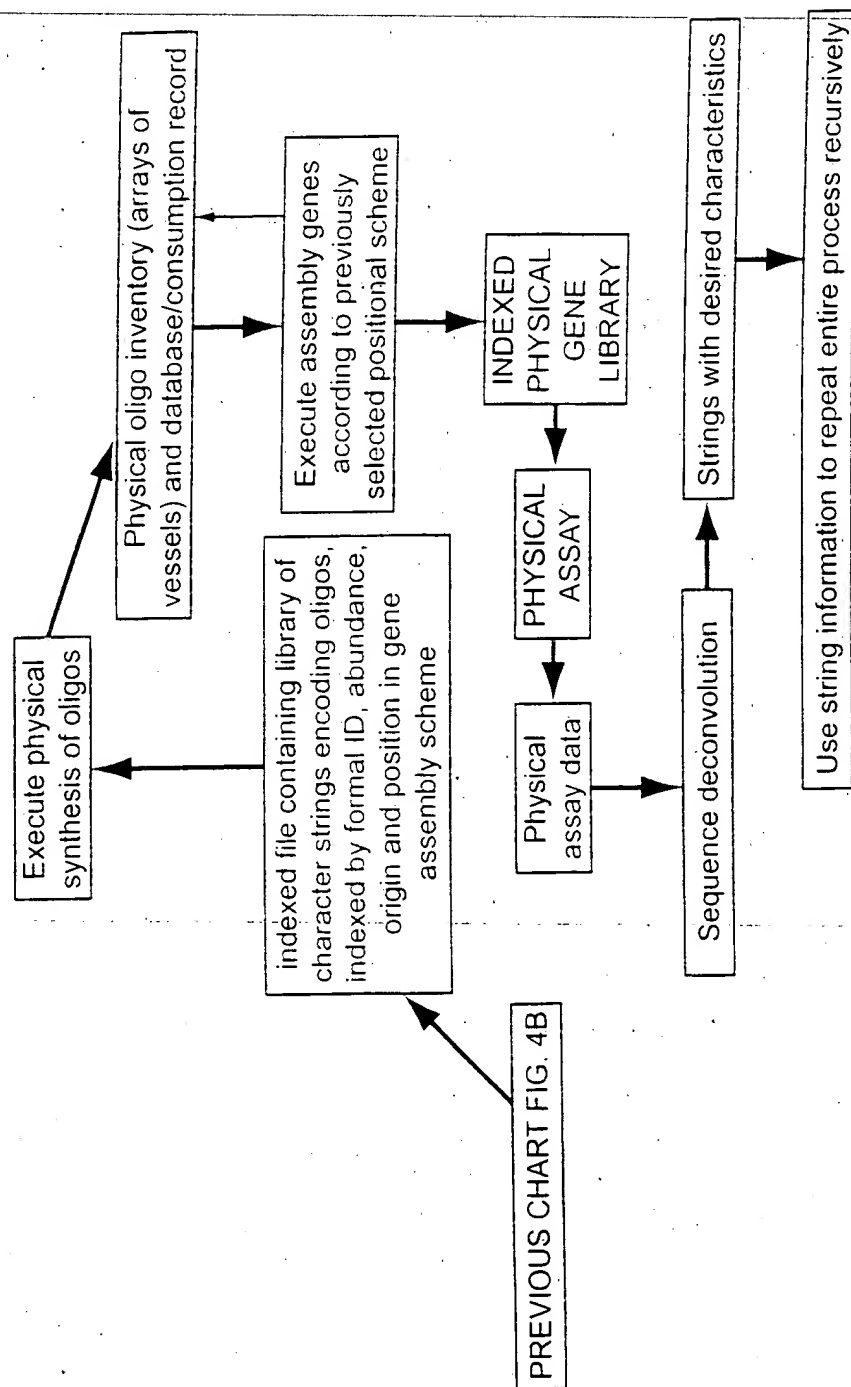 PREVIOUS CHART FIG. 4B
indexed file containing library of
character strings encoding oligos,
indexed by formal ID, abundance,
origin and position in gene
assembly scheme
Execute physical
synthesis of oligos
Physical oligo inventory (arrays of
vessels) and database/consumption record
Execute assembly genes
according to previously
selected positional scheme
INDEXED
PHYSICAL
GENE
LIBRARY
PHYSICAL
ASSAY
Physical
assay data
Sequence deconvolution
Strings with desired characteristics
Use string information to repeat entire process recursively